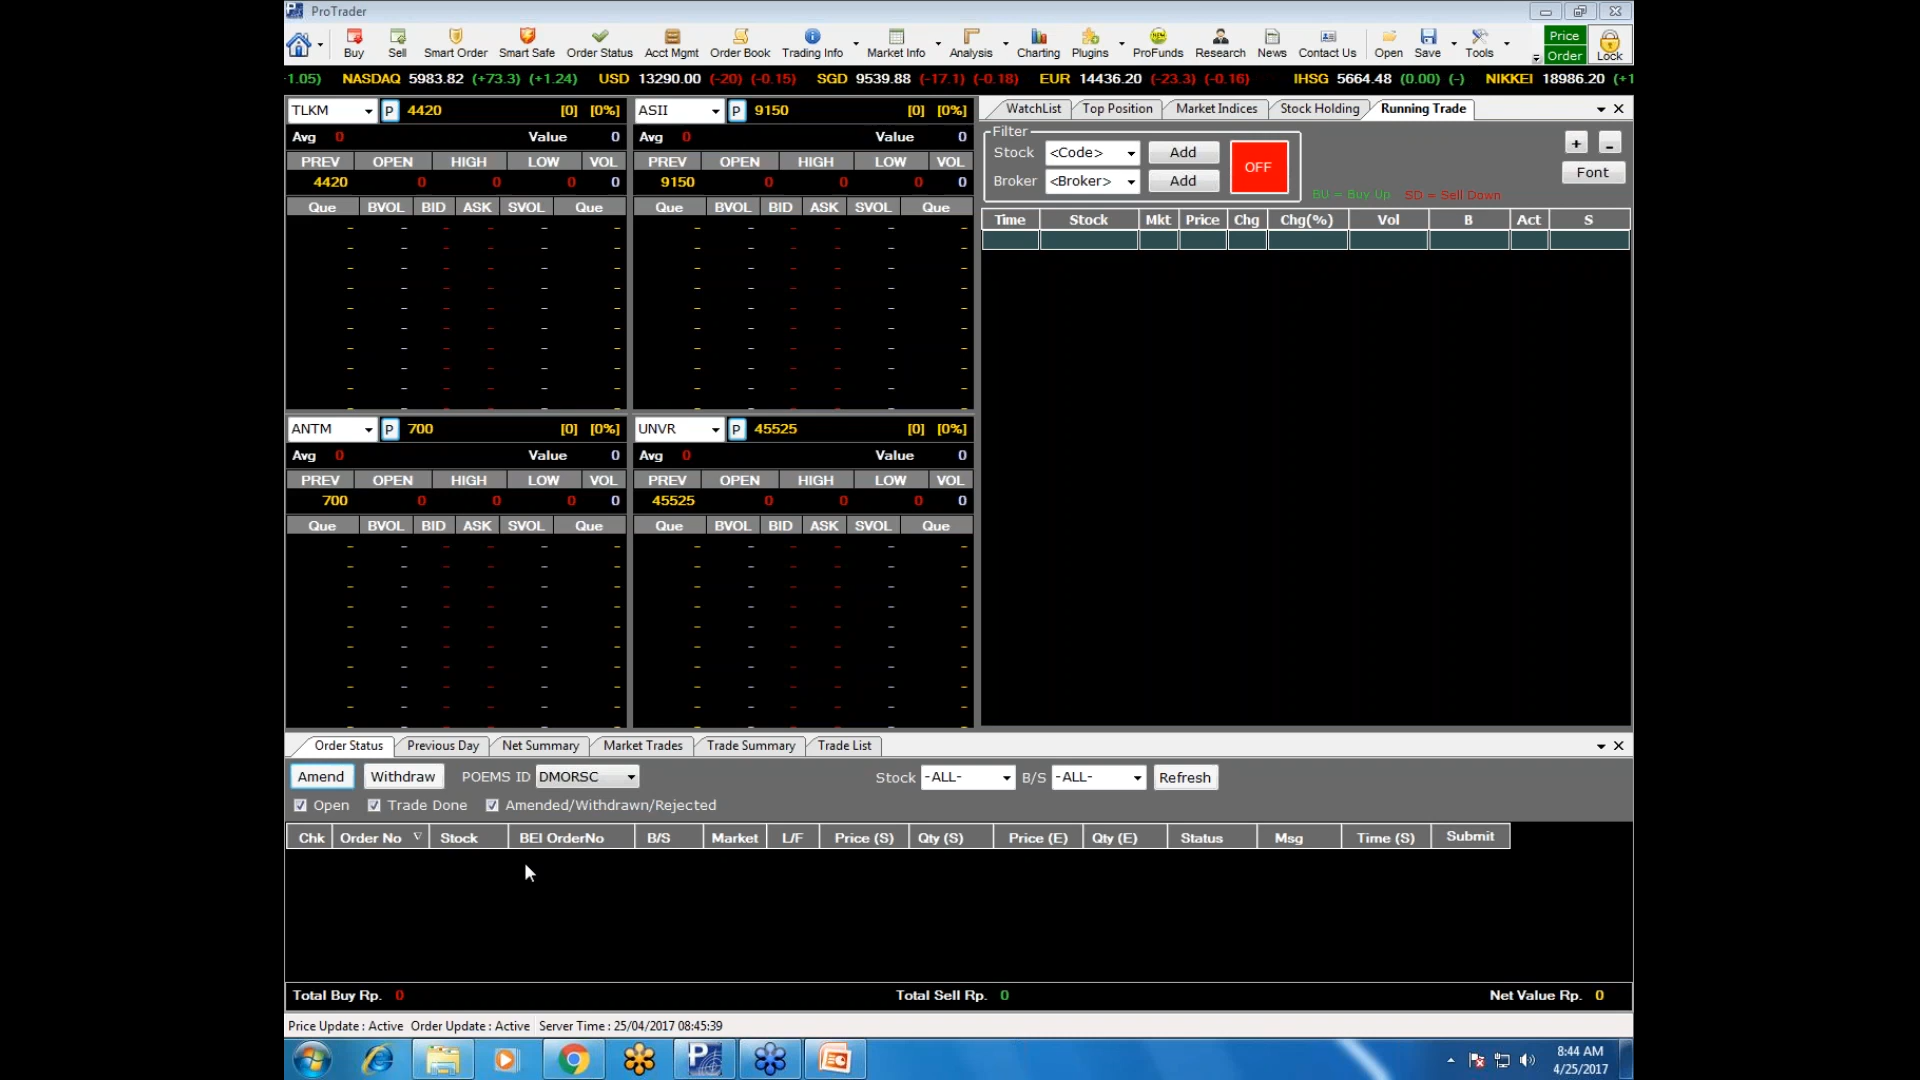 ProTrader
Buy Sell Smart Order Smart Safe Order Status Acct Mgmt Order Book Trading Info Market Info Analysis Charting Plugins ProFunds Research News Contact Us Open Save Tools Price Order Lock
1.05) NASDAQ 5983.82 (+73.3) (+1.24) USD 13290.00 (-20) (-0.15) SGD 9539.88 (-17.1) (-0.18) EUR 14436.20 (-23.3) (-0.16) IHSG 5664.48 (0.00) (-) NIKKEI 18986.20 (+1
TLKM P 4420 [0] [0%]
Avg 0 Value 0
PREV OPEN HIGH LOW VOL
4420 0 0 0 0
Que BVOL BID ASK SVOL Que
ASII P 9150 [0] [0%]
Avg 0 Value 0
PREV OPEN HIGH LOW VOL
9150 0 0 0 0
Que BVOL BID ASK SVOL Que
WatchList Top Position Market Indices Stock Holding Running Trade
Filter
Stock <Code> Add
Broker <Broker> Add
OFF
+ -
Font
BU = Buy Up SD = Sell Down
Time Stock Mkt Price Chg Chg(%) Vol B Act S
ANTM P 700 [0] [0%]
Avg 0 Value 0
PREV OPEN HIGH LOW VOL
700 0 0 0 0
Que BVOL BID ASK SVOL Que
UNVR P 45525 [0] [0%]
Avg 0 Value 0
PREV OPEN HIGH LOW VOL
45525 0 0 0 0
Que BVOL BID ASK SVOL Que
Order Status Previous Day Net Summary Market Trades Trade Summary Trade List
Amend Withdraw POEMS ID DMORSC Stock -ALL- B/S -ALL- Refresh
Open Trade Done Amended/Withdrawn/Rejected
Chk Order No Stock BEI OrderNo B/S Market L/F Price (S) Qty (S) Price (E) Qty (E) Status Msg Time (S) Submit
Total Buy Rp. 0 Total Sell Rp. 0 Net Value Rp. 0
Price Update : Active Order Update : Active Server Time : 25/04/2017 08:45:39
8:44 AM
4/25/2017